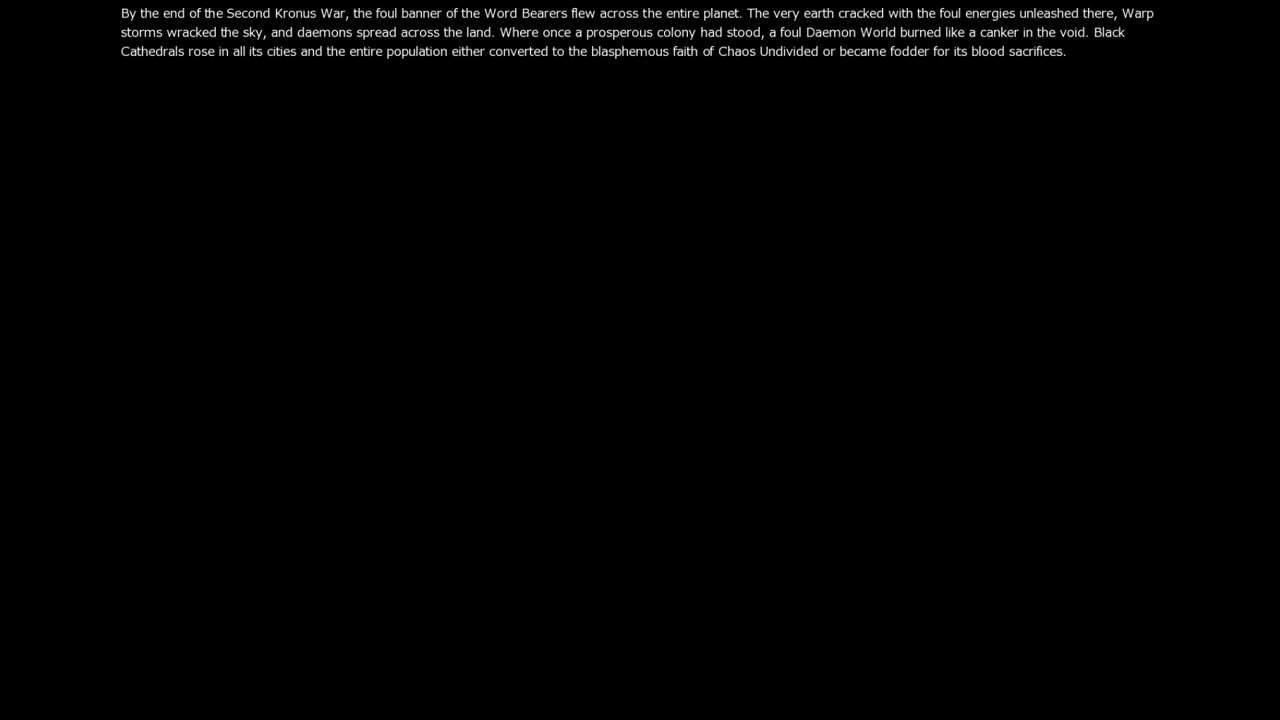 By the end of the Second Kronus War, the foul banner of the Word Bearers flew across the entire planet. The very earth cracked with the foul energies unleashed there, Warp
storms wracked the sky, and daemons spread across the land. Where once a prosperous colony had stood, a foul Daemon World burned like a canker in the void. Black
Cathedrals rose in all its cities and the entire population either converted to the blasphemous faith of Chaos Undivided or became fodder for its blood sacrifices.